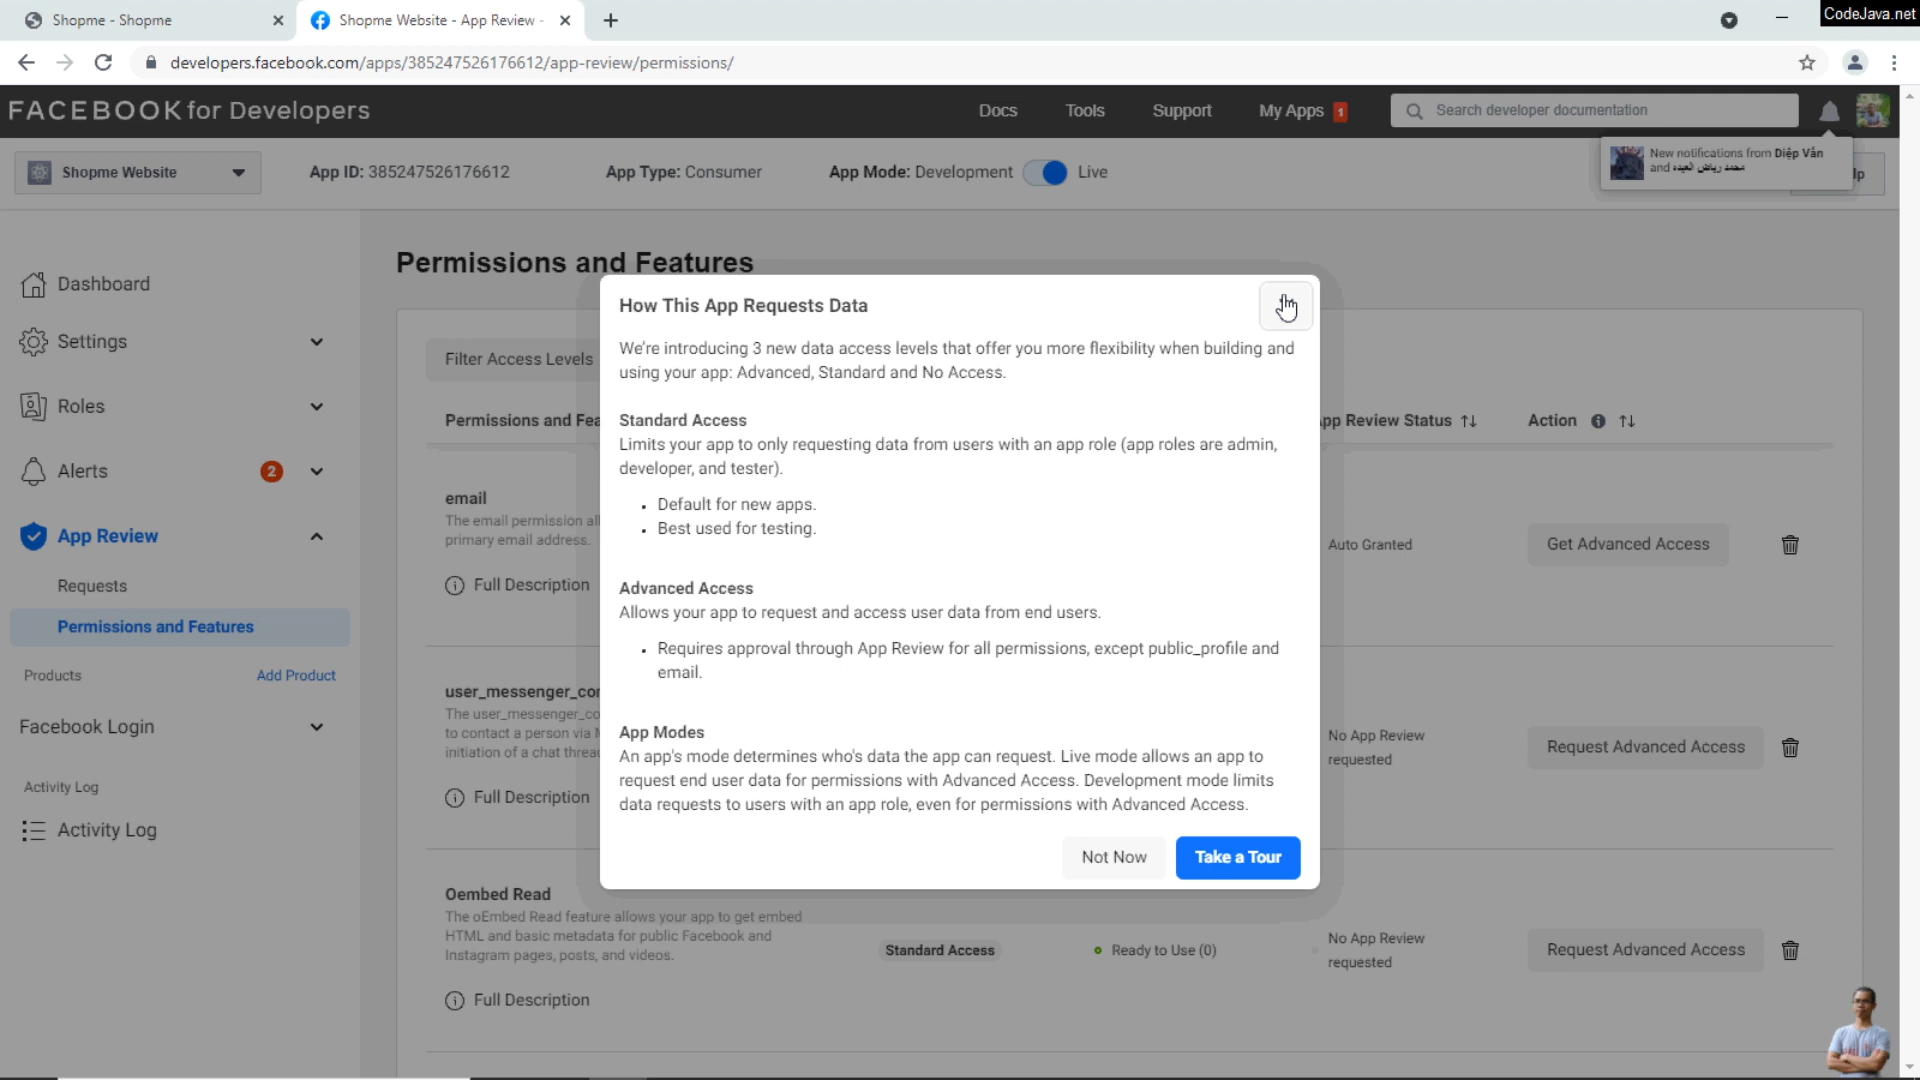 Shopme - Shopme
Shopme Website - App Review -
CodeJava.net
developers.facebook.com/apps/385247526176612/app-review/permissions/
FACEBOOK for Developers
Docs
Tools
Support
My Apps 1
Search developer documentation
Shopme Website
App ID: 385247526176612
App Type: Consumer
App Mode: Development
Live
New notifications from Diệp Vấn
and محمد رياض العبده
lp
Dashboard
Settings
Roles
Alerts 2
App Review
Requests
Permissions and Features
Products
Add Product
Facebook Login
Activity Log
Activity Log
Permissions and Features
Filter Access Levels
Permissions and Fea
App Review Status
Action
email
The email permission all
primary email address.
Full Description
Auto Granted
Get Advanced Access
user_messenger_con
The user_messenger_co
to contact a person via M
initiation of a chat threa
Full Description
No App Review
requested
Request Advanced Access
Oembed Read
The oEmbed Read feature allows your app to get embed
HTML and basic metadata for public Facebook and
Instagram pages, posts, and videos.
Full Description
Standard Access
Ready to Use (0)
No App Review
requested
Request Advanced Access
How This App Requests Data
We're introducing 3 new data access levels that offer you more flexibility when building and
using your app: Advanced, Standard and No Access.
Standard Access
Limits your app to only requesting data from users with an app role (app roles are admin,
developer, and tester).
• Default for new apps.
• Best used for testing.
Advanced Access
Allows your app to request and access user data from end users.
• Requires approval through App Review for all permissions, except public_profile and
email.
App Modes
An app's mode determines who's data the app can request. Live mode allows an app to
request end user data for permissions with Advanced Access. Development mode limits
data requests to users with an app role, even for permissions with Advanced Access.
Not Now
Take a Tour